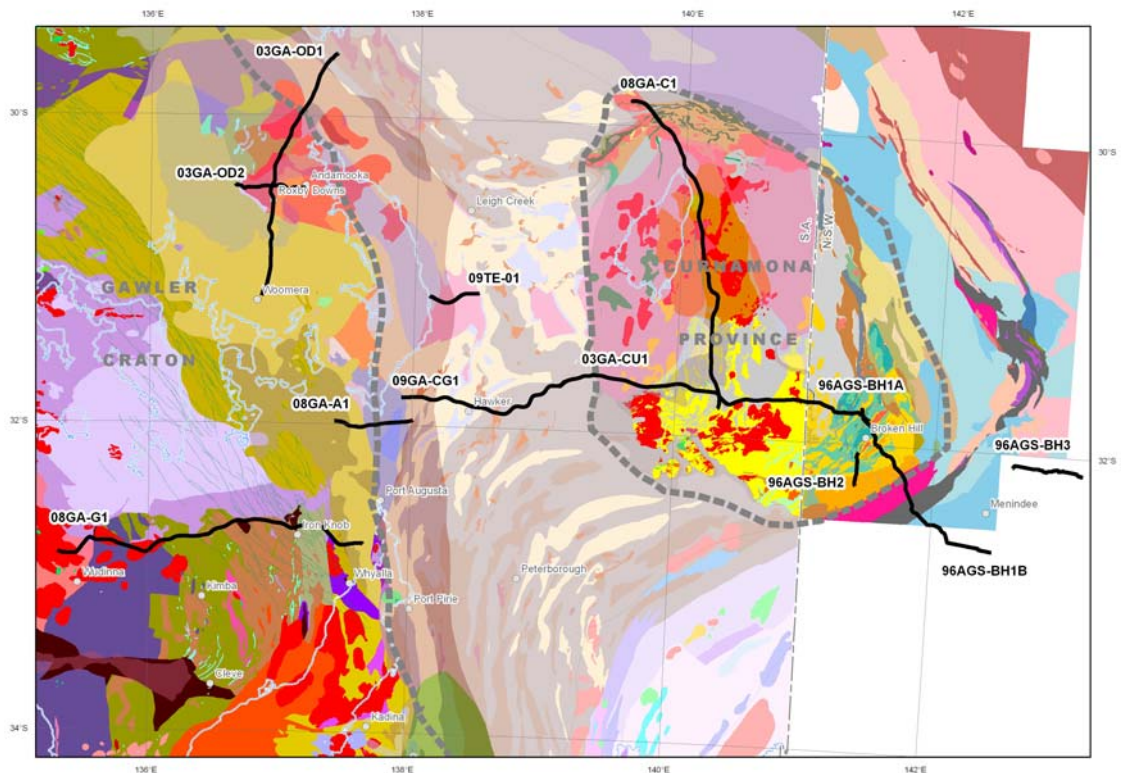 136°E
138°E
140°E
142°E
03GA-OD1
08GA-C1
30°S
30°S
03GA-OD2
Andamooka
Roxby Downs
Leigh Creek
S.A.
N.S.W.
GAWLER
CRATON
Woomera
09TE-01
CURNAMONA
PROVINCE
03GA-CU1
09GA-CG1
Hawker
08GA-A1
96AGS-BH1A
Broken Hill
32°S
32°S
96AGS-BH2
96AGS-BH3
Menindee
Port Augusta
08GA-G1
Iron Knob
Wudinna
Kimba
Whyalla
Port Pirie
Peterborough
96AGS-BH1B
Cleve
Kadina
34°S
34°S
136°E
138°E
140°E
142°E